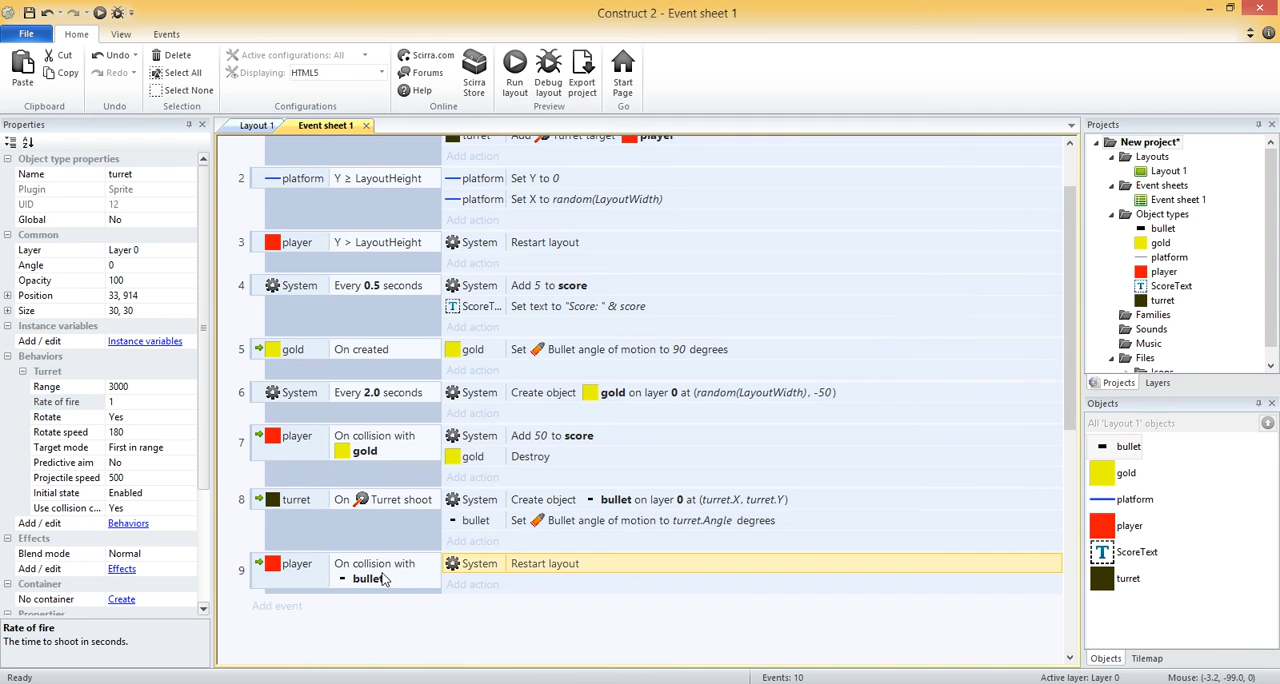 Construct 2 - Event sheet 1
File Home View Events
Paste Cut Copy
Undo Redo
Delete Select All Select None
Active configurations: All
Displaying: HTML5
Scirra.com Forums Help
Scirra Store
Run layout Debug layout Export project Start Page
Clipboard Undo Selection Configurations Online Preview Go
Properties
Layout 1 Event sheet 1
Object type properties
Name turret
Plugin Sprite
UID 12
Global No
Common
Layer Layer 0
Angle 0
Opacity 100
Position 33, 914
Size 30, 30
Instance variables
Add / edit Instance variables
Behaviors
Turret
Range 3000
Rate of fire 1
Rotate Yes
Rotate speed 180
Target mode First in range
Predictive aim No
Projectile speed 500
Initial state Enabled
Use collision c... Yes
Add / edit Behaviors
Effects
Blend mode Normal
Add / edit Effects
Container
No container Create
Properties
Rate of fire
The time to shoot in seconds.
turret Add Turret target player
Add action
2 platform Y ≥ LayoutHeight platform Set Y to 0
platform Set X to random(LayoutWidth)
Add action
3 player Y > LayoutHeight System Restart layout
Add action
4 System Every 0.5 seconds System Add 5 to score
T ScoreT... Set text to "Score: " & score
Add action
5 gold On created gold Set Bullet angle of motion to 90 degrees
Add action
6 System Every 2.0 seconds System Create object gold on layer 0 at (random(LayoutWidth), -50)
Add action
7 player On collision with gold System Add 50 to score
gold Destroy
Add action
8 turret On Turret shoot System Create object bullet on layer 0 at (turret.X, turret.Y)
bullet Set Bullet angle of motion to turret.Angle degrees
Add action
9 player On collision with bullet System Restart layout
Add action
Add event
Projects
New project*
Layouts
Layout 1
Event sheets
Event sheet 1
Object types
bullet
gold
platform
player
T ScoreText
turret
Families
Sounds
Music
Files
Icons
Projects Layers
Objects
All 'Layout 1' objects
bullet
gold
platform
player
T ScoreText
turret
Objects Tilemap
Ready Events: 10 Active layer: Layer 0 Mouse: (-3.2, -99.0, 0)